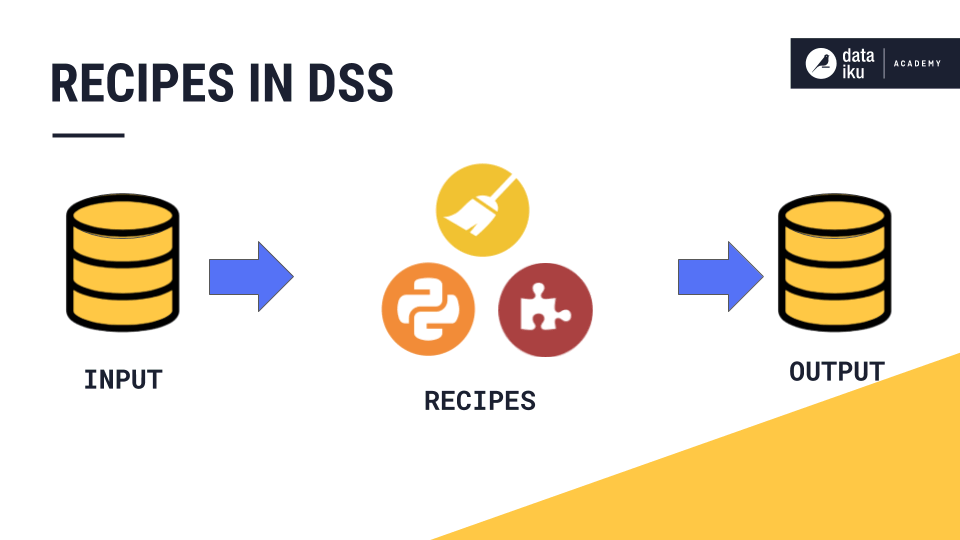 RECIPES IN DSS
data
iku
ACADEMY
INPUT
RECIPES
OUTPUT